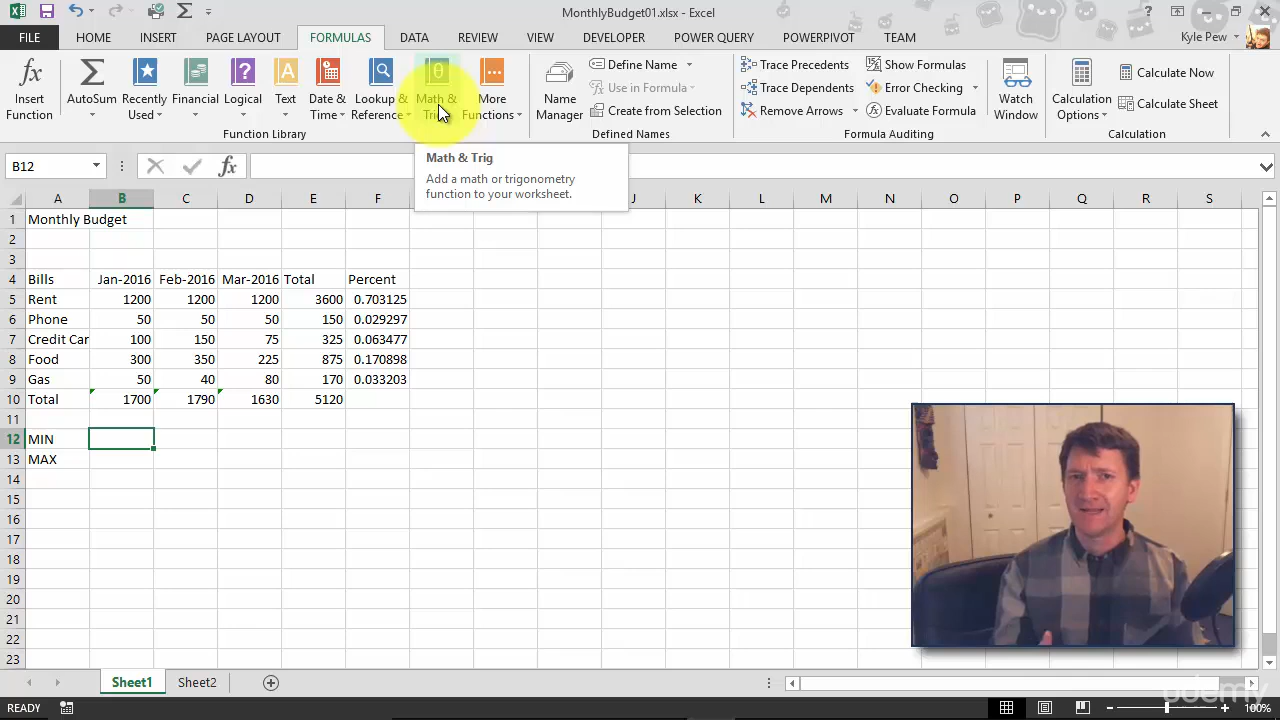 MonthlyBudget01.xlsx - Excel
FILE HOME INSERT PAGE LAYOUT FORMULAS DATA REVIEW VIEW DEVELOPER POWER QUERY POWERPIVOT TEAM Kyle Pew
Insert Function
AutoSum
Recently Used
Financial
Logical
Text
Date & Time
Lookup & Reference
Math & Trig
More Functions
Function Library
Name Manager
Define Name
Use in Formula
Create from Selection
Defined Names
Trace Precedents
Trace Dependents
Remove Arrows
Show Formulas
Error Checking
Evaluate Formula
Formula Auditing
Watch Window
Calculation Options
Calculate Now
Calculate Sheet
Calculation
B12 fx
Math & Trig
Add a math or trigonometry
function to your worksheet.
A B C D E F J K L M N O P Q R S
1 Monthly Budget
2
3
4 Bills Jan-2016 Feb-2016 Mar-2016 Total Percent
5 Rent 1200 1200 1200 3600 0.703125
6 Phone 50 50 50 150 0.029297
7 Credit Car 100 150 75 325 0.063477
8 Food 300 350 225 875 0.170898
9 Gas 50 40 80 170 0.033203
10 Total 1700 1790 1630 5120
11
12 MIN
13 MAX
14
15
16
17
18
19
20
21
22
23
Sheet1 Sheet2
udemy
READY 100%